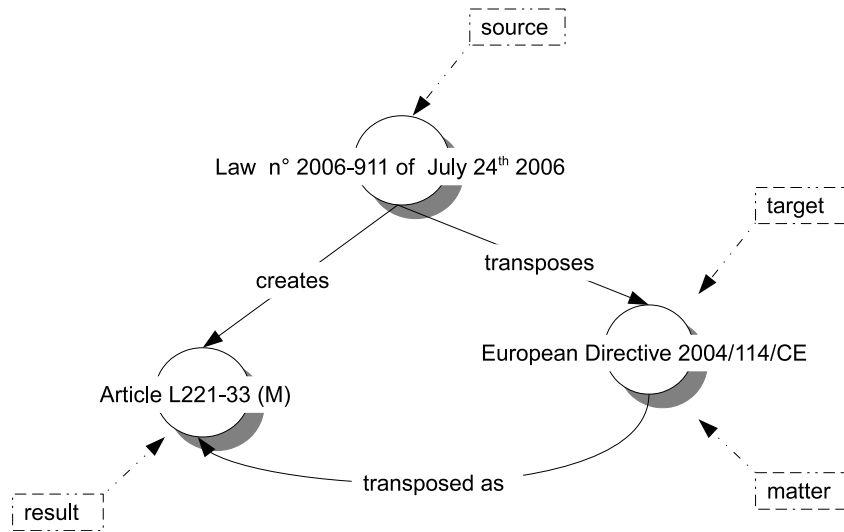 source
Law n° 2006-911 of July 24th 2006
target
transposes
creates
European Directive 2004/114/CE
Article L221-33 (M)
transposed as
matter
result